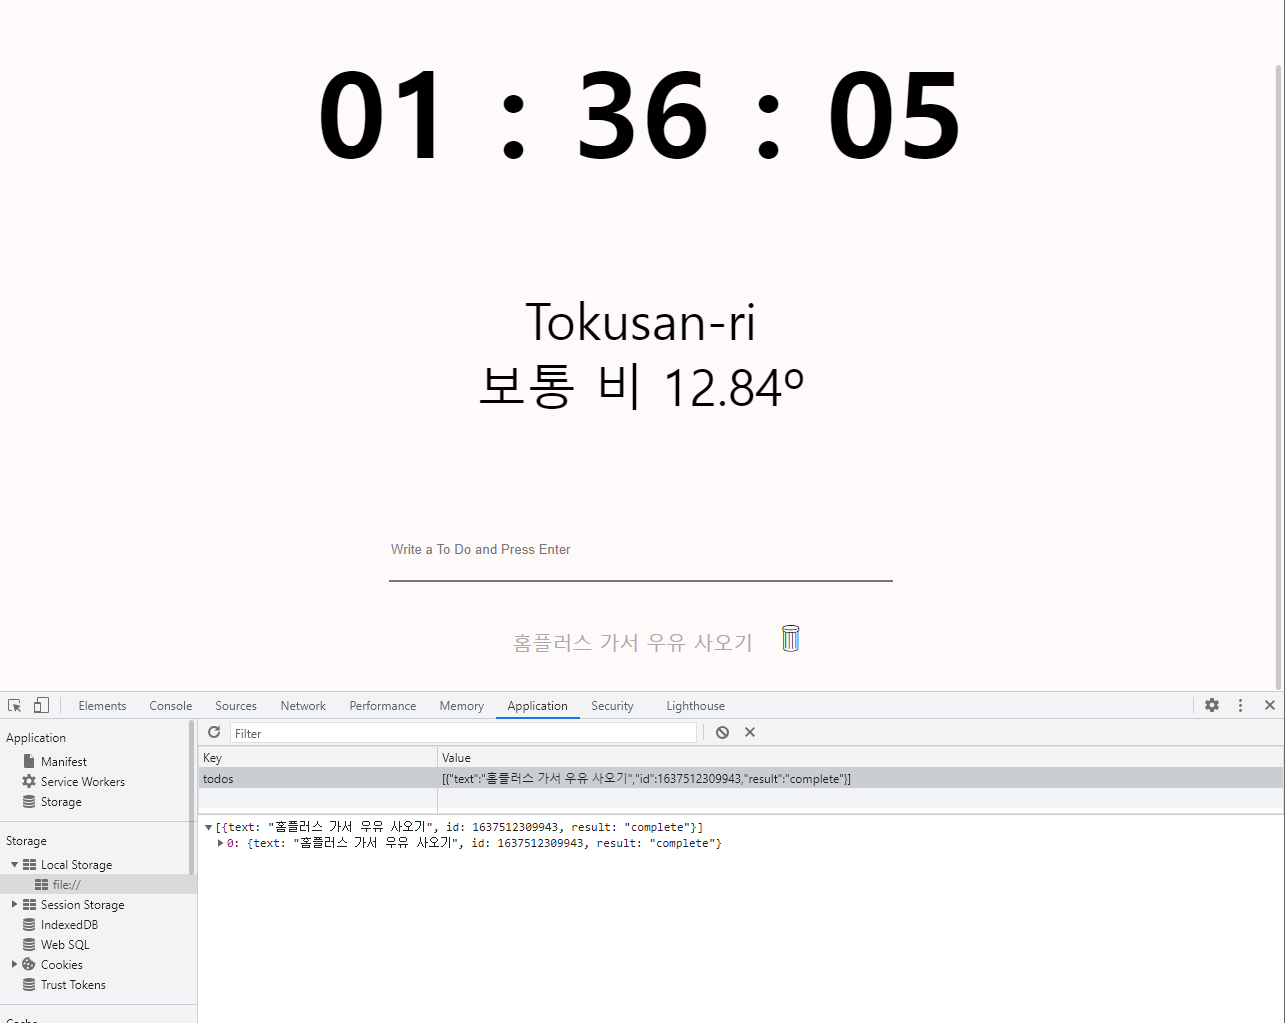 01 : 36 : 05
Tokusan-ri
보통 비 12.84º
Write a To Do and Press Enter
홈플러스 가서 우유 사오기
Elements Console Sources Network Performance Memory Application Security Lighthouse
Application
Manifest
Service Workers
Storage
Storage
Local Storage
file://
Session Storage
IndexedDB
Web SQL
Cookies
Trust Tokens
Cache
Filter
Key Value
todos [{"text":"홈플러스 가서 우유 사오기","id":1637512309943,"result":"complete"}]
[{text: "홈플러스 가서 우유 사오기", id: 1637512309943, result: "complete"}]
0: {text: "홈플러스 가서 우유 사오기", id: 1637512309943, result: "complete"}